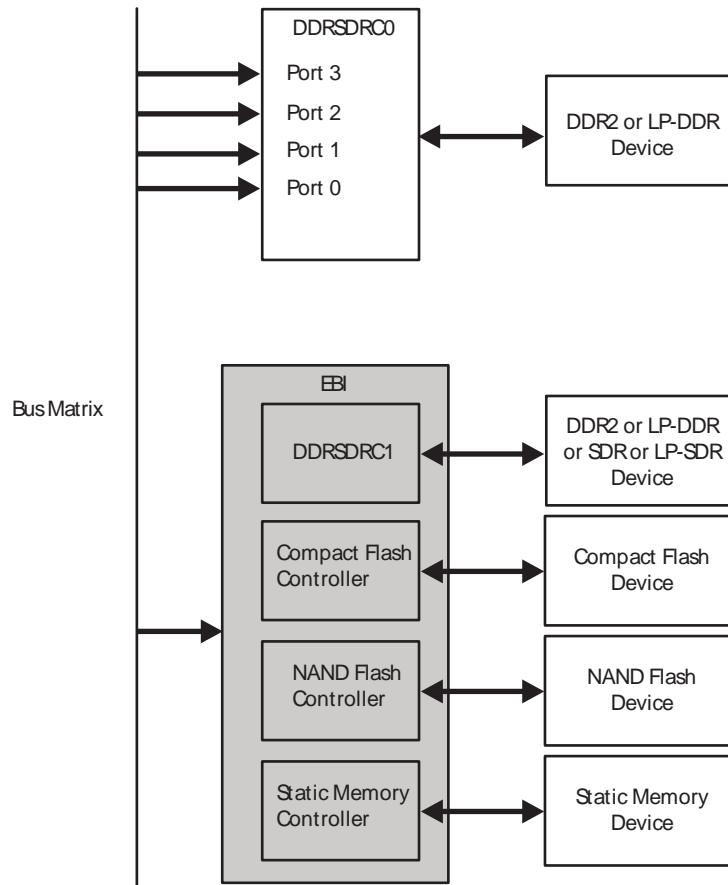 DDRSDRC0
Port 3
Port 2
Port 1
Port 0
DDR2 or LP-DDR
Device
Bus Matrix
EBI
DDRSDRC1
DDR2 or LP-DDR
or SDR or LP-SDR
Device
Compact Flash
Controller
Compact Flash
Device
NAND Flash
Controller
NAND Flash
Device
Static Memory
Controller
Static Memory
Device